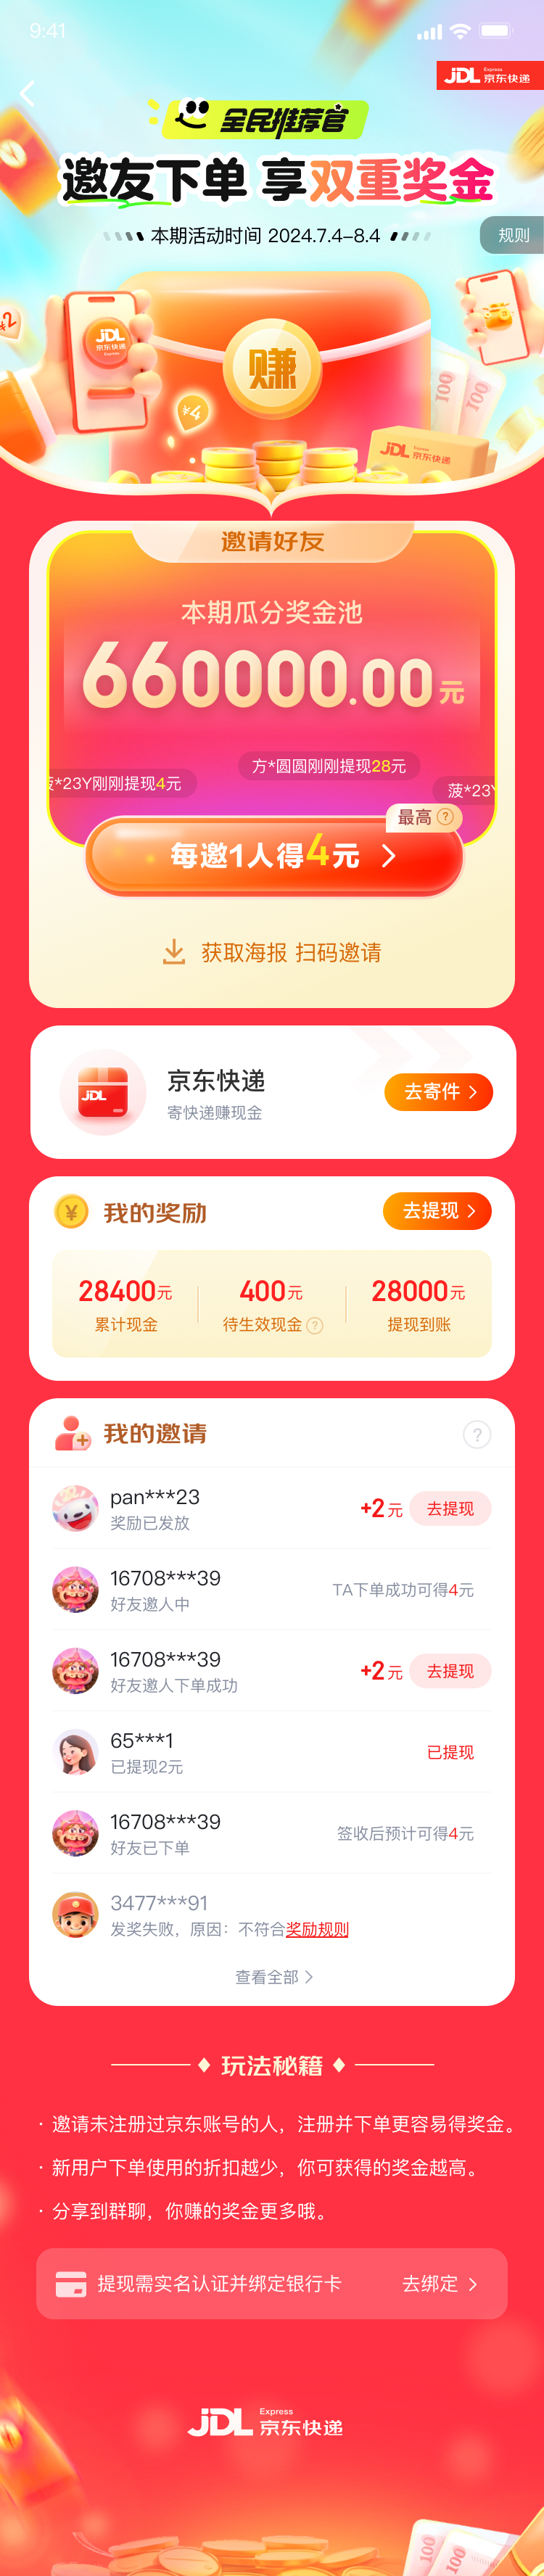 9:41
JDL Express 京东快递
全民推荐官
邀友下单 享双重奖金
本期活动时间 2024.7.4-8.4
规则
¥2
JDL
京东快递
Express
赚
¥4
100
100
JDL 京东快递
邀请好友
本期瓜分奖金池
660000.00元
*23Y刚刚提现4元
方*圆圆刚刚提现28元
菠*23Y
最高 ?
每邀1人得4元
获取海报 扫码邀请
JDL
京东快递
寄快递赚现金
去寄件
¥ 我的奖励
去提现
28400元
400元
28000元
累计现金
待生效现金 ?
提现到账
我的邀请
?
pan***23
奖励已发放
+2 元
去提现
16708***39
好友邀人中
TA下单成功可得4元
16708***39
好友邀人下单成功
+2 元
去提现
65***1
已提现2元
已提现
16708***39
好友已下单
签收后预计可得4元
3477***91
发奖失败，原因：不符合奖励规则
查看全部
玩法秘籍
· 邀请未注册过京东账号的人，注册并下单更容易得奖金。
· 新用户下单使用的折扣越少，你可获得的奖金越高。
· 分享到群聊，你赚的奖金更多哦。
提现需实名认证并绑定银行卡
去绑定
JDL Express 京东快递
100
100